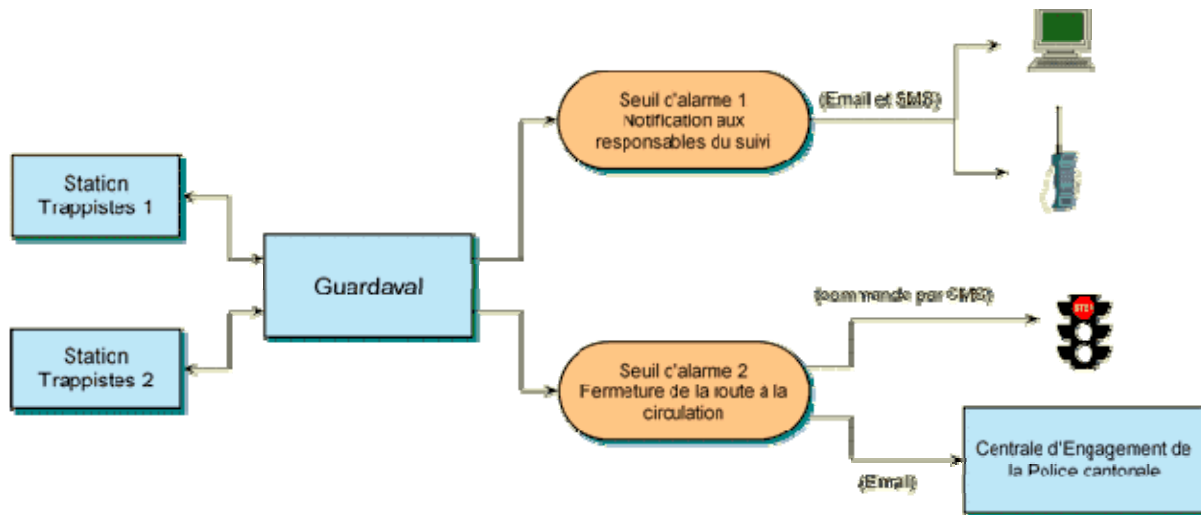 Station
Trappistes 1
Station
Trappistes 2
Guardaval
Seuil d'alarme 1
Notification aux
responsables du suivi
(Email et SMS)
Seuil d'alarme 2
Fermeture de la route à la
circulation
(commande par SMS)
STOP
(Email)
Centrale d'Engagement de
la Police cantonale